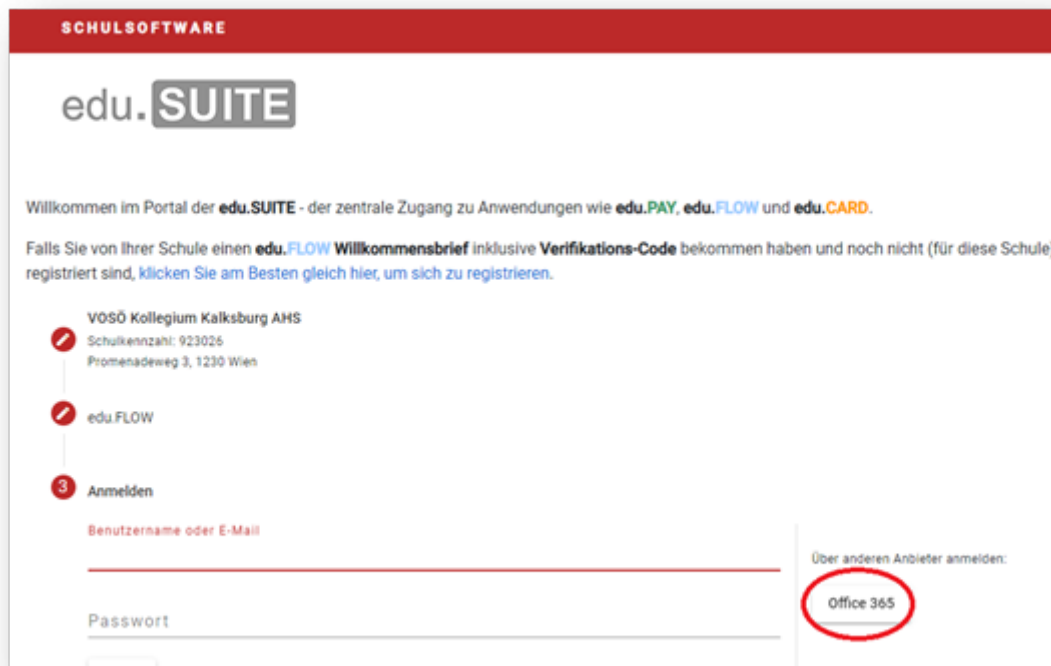 SCHULSOFTWARE
edu.SUITE
Willkommen im Portal der edu.SUITE - der zentrale Zugang zu Anwendungen wie edu.PAY, edu.FLOW und edu.CARD.
Falls Sie von Ihrer Schule einen edu.FLOW Willkommensbrief inklusive Verifikations-Code bekommen haben und noch nicht (für diese Schule)
registriert sind, klicken Sie am Besten gleich hier, um sich zu registrieren.
VOSÖ Kollegium Kalksburg AHS
Schulkennzahl: 923026
Promenadeweg 3, 1230 Wien
edu.FLOW
3 Anmelden
Benutzername oder E-Mail
Über anderen Anbieter anmelden:
Office 365
Passwort